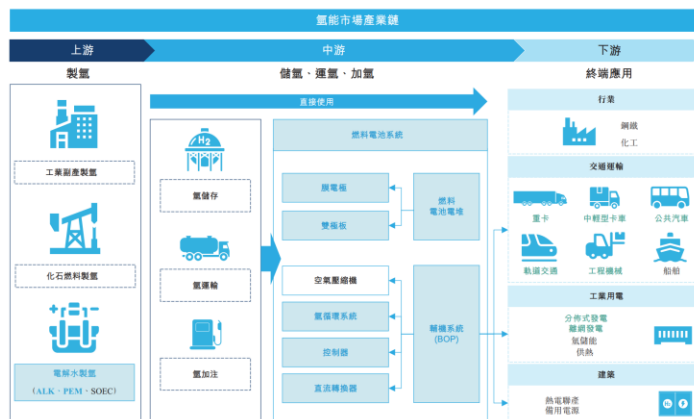 氫能市場產業鏈
上游
中游
下游
製氫
儲氫、運氫、加氫
終端應用
工業副產製氫
化石燃料製氫
電解水製氫
(ALK、PEM、SOEC)
直接使用
H2
氫儲存
氫運輸
氫加注
燃料電池系統
膜電極
雙極板
燃料
電池電堆
空氣壓縮機
氫循環系統
控制器
直流轉換器
輔機系統
(BOP)
行業
鋼鐵
化工
交通運輸
重卡
中輕型卡車
公共汽車
軌道交通
工程機械
船舶
工業用電
分佈式發電
離網發電
氫儲能
供熱
建築
熱電聯產
備用電源